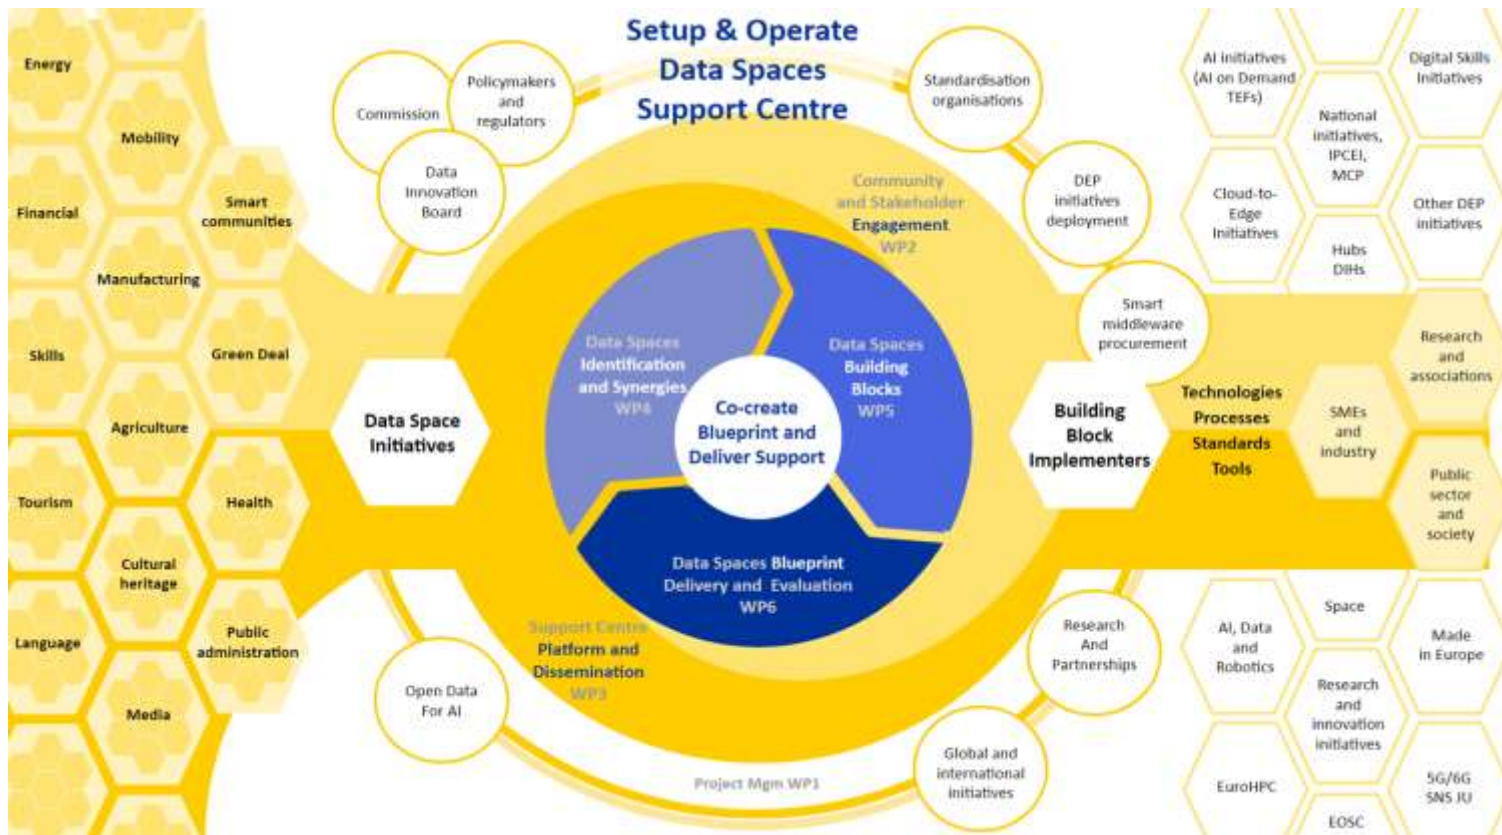 Setup & Operate
Data Spaces
Support Centre
Energy
Mobility
Financial
Smart
communities
Manufacturing
Skills
Green Deal
Agriculture
Tourism
Health
Cultural
heritage
Language
Public
administration
Media
Commission
Policymakers
and
regulators
Data
Innovation
Board
Standardisation
organisations
DEP
initiatives
deployment
Smart
middleware
procurement
Community
and Stakeholder
Engagement
WP2
Data Space
Initiatives
Data Spaces
Identification
and Synergies
WP4
Data Spaces
Building
Blocks
WP5
Co-create
Blueprint and
Deliver Support
Data Spaces Blueprint
Delivery and Evaluation
WP6
Support Centre
Platform and
Dissemination
WP3
Building
Block
Implementers
Technologies
Processes
Standards
Tools
Open Data
For AI
Project Mgm WP1
Global and
international
initiatives
Research
And
Partnerships
AI initiatives
(AI on Demand
TEFs)
Digital Skills
Initiatives
National
initiatives,
IPCEI,
MCP
Cloud-to-
Edge
Initiatives
Other DEP
initiatives
Hubs
DIHs
Research
and
associations
SMEs
and
industry
Public
sector
and
society
Space
AI, Data
and
Robotics
Made
in Europe
Research
and
innovation
initiatives
EuroHPC
5G/6G
SNS JU
EOSC